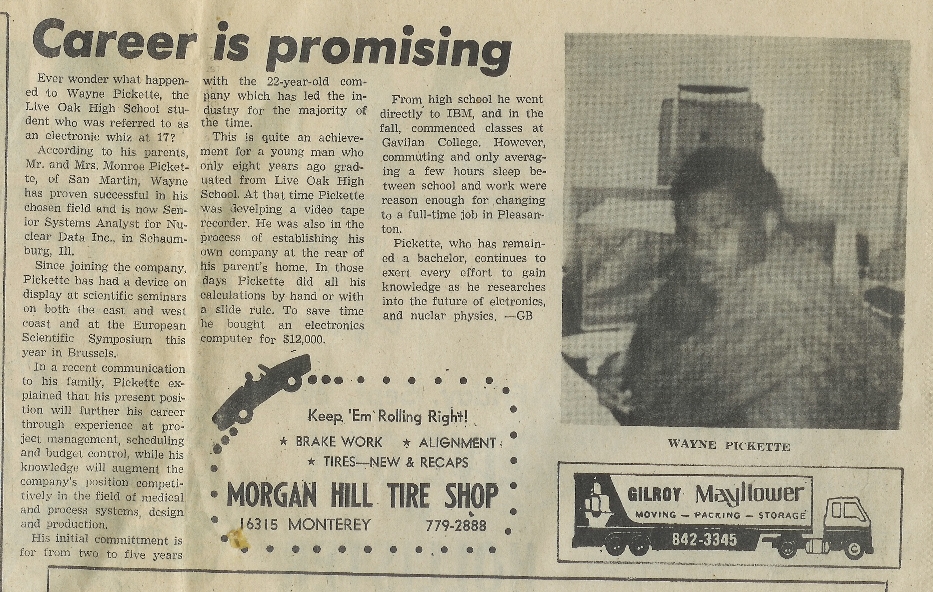 Career is promising
Ever wonder what happen-
ed to Wayne Pickette, the
Live Oak High School stu-
dent who was referred to as
an electronic whiz at 17?
According to his parents,
Mr. and Mrs. Monroe Picket-
te, of San Martin, Wayne
has proven successful in his
chosen field and is now Sen-
ior Systems Analyst for Nu-
clear Data Inc., in Schaum-
burg, Ill.
Since joining the company,
Pickette has had a device on
display at scientific seminars
on both the east and west
coast and at the European
Scientific Symposium this
year in Brussels.
In a recent communication
to his family, Pickette ex-
plained that his present posi-
tion will further his career
through experience at pro-
ject management, scheduling
and budget control, while his
knowledge will augment the
company's position competi-
tively in the field of medical
and process systems, design
and production.
His initial committment is
for from two to five years
with the 22-year-old com-
pany which has led the in-
dustry for the majority of
the time.
This is quite an achieve-
ment for a young man who
only eight years ago grad-
uated from Live Oak High
School. At that time Pickette
was develping a video tape
recorder. He was also in the
process of establishing his
own company at the rear of
his parent's home. In those
days Pickette did all his
calculations by hand or with
a slide rule. To save time
he bought an electronics
computer for $12,000.
From high school he went
directly to IBM, and in the
fall, commenced classes at
Gavilan College. However,
commuting and only averag-
ing a few hours sleep be-
tween school and work were
reason enough for changing
to a full-time job in Pleasan-
ton.
Pickette, who has remain-
ed a bachelor, continues to
exert every effort to gain
knowledge as he researches
into the future of eletronics,
and nuclar physics. —GB
WAYNE PICKETTE
Keep 'Em Rolling Right!
★ BRAKE WORK ★ ALIGNMENT
★ TIRES—NEW & RECAPS
MORGAN HILL TIRE SHOP
16315 MONTEREY 779-2888
GILROY Mayflower
MOVING — PACKING — STORAGE
842-3345